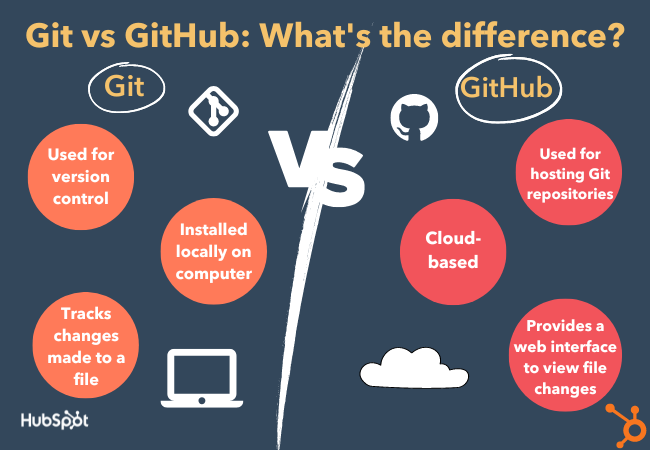 Git vs GitHub: What's the difference?
Git
GitHub
VS
Used for
version
control
Installed
locally on
computer
Tracks
changes
made to a
file
Used for
hosting Git
repositories
Cloud-
based
Provides a
web interface
to view file
changes
HubSpot